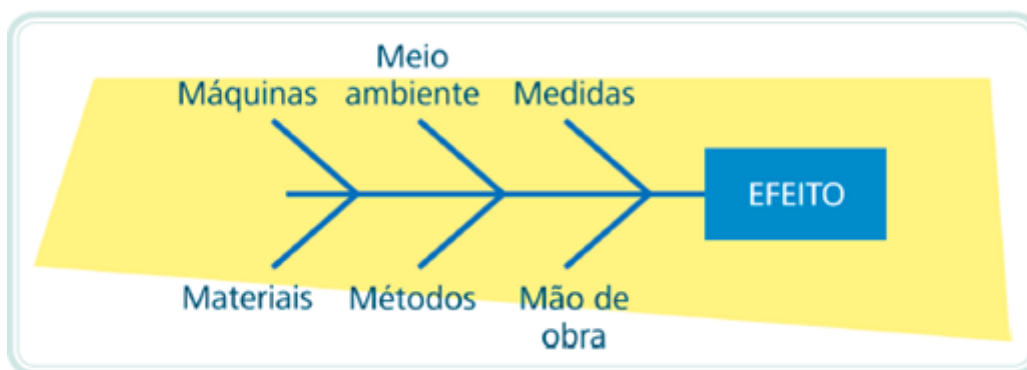 Meio
Máquinas ambiente Medidas
EFEITO
Materiais Métodos Mão de
obra